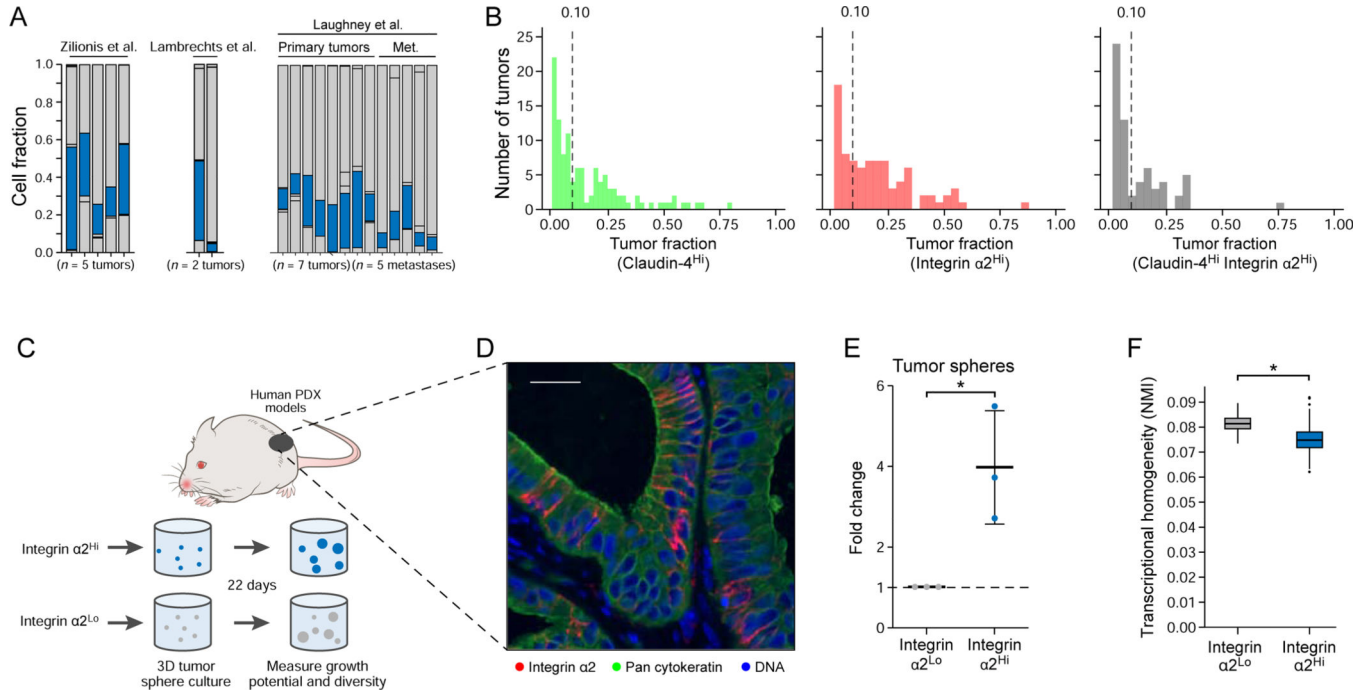 A
Laughney et al.
Zilionis et al.
Lambrechts et al.
Primary tumors
Met.
Cell fraction
1.0
0.8
0.6
0.4
0.2
0.0
(n = 5 tumors)
(n = 2 tumors)
(n = 7 tumors)
(n = 5 metastases)
B
0.10
0.10
0.10
Number of tumors
25
20
15
10
5
0
0.00
0.25
0.50
0.75
1.00
Tumor fraction
(Claudin-4Hi)
0.00
0.25
0.50
0.75
1.00
Tumor fraction
(Integrin α2Hi)
0.00
0.25
0.50
0.75
1.00
Tumor fraction
(Claudin-4Hi Integrin α2Hi)
C
Human PDX
models
Integrin α2Hi
22 days
Integrin α2Lo
3D tumor
sphere culture
Measure growth
potential and diversity
D
Integrin α2
Pan cytokeratin
DNA
E
Tumor spheres
*
Fold change
6
4
2
1
0
Integrin
α2Lo
Integrin
α2Hi
F
*
Transcriptional homogeneity (NMI)
0.09
0.08
0.07
0.06
0.05
0.04
0.03
0.02
0.01
0.00
Integrin
α2Lo
Integrin
α2Hi